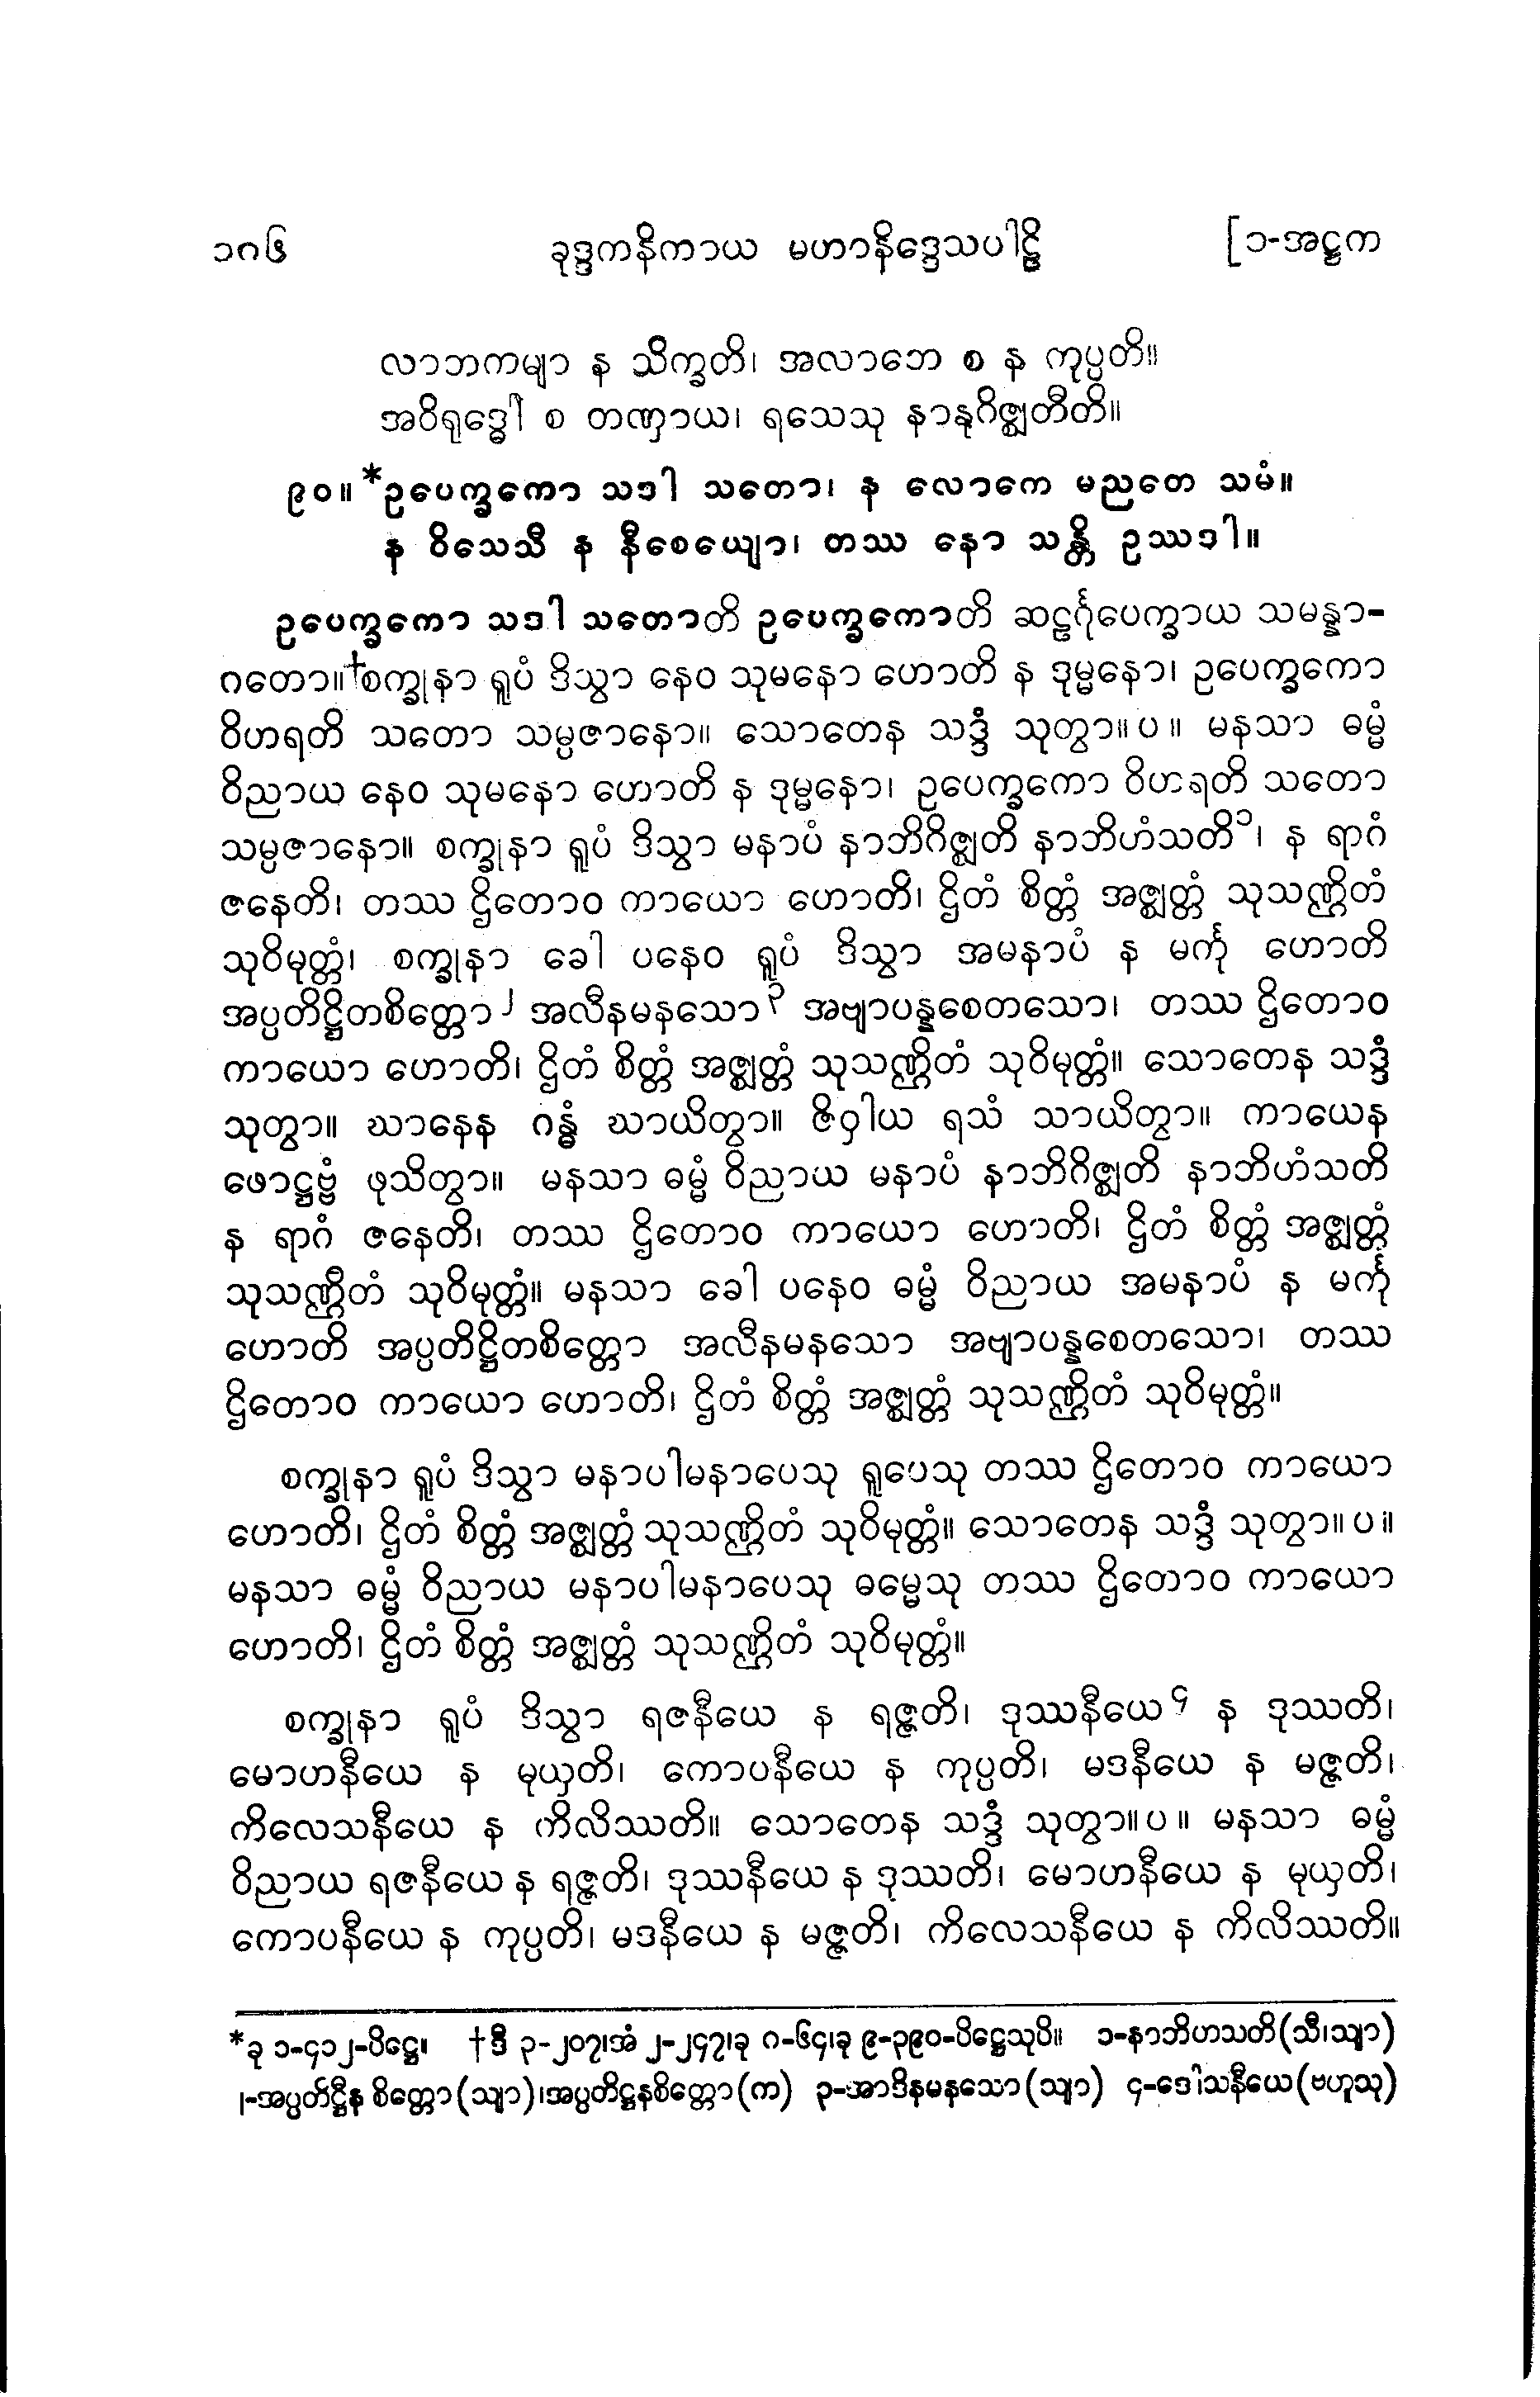 ၁၈၆ ခုဒ္ဒကနိကာယ မဟာနိဒ္ဒေသပါဠိ [၁-အဋ္ဌက
လာဘကမျာ န သိက္ခတိ၊ အလာဘေ စ န ကုပ္ပတိ။
အဝိရုဒ္ဓေါ စ တဏှာယ၊ ရသေသု နာနုဂိဇ္ဈတီတိ။
၉၀။ *ဥပေက္ခကော သဒါ သတော၊ န လောကေ မညတေ သမံ။
န ဝိသေသီ န နီစေယျော၊ တဿ နော သန္တိ ဥဿဒါ။
ဥပေက္ခကော သဒါ သတောတိ ဥပေက္ခကောတိ ဆဠင်္ဂုပေက္ခာယ သမန္နာ-
ဂတော။ †စက္ခုနာ ရူပံ ဒိသွာ နေဝ သုမနော ဟောတိ န ဒုမ္မနော၊ ဥပေက္ခကော
ဝိဟရတိ သတော သမ္ပဇာနော။ သောတေန သဒ္ဒံ သုတွာ။ ပ ။ မနသာ ဓမ္မံ
ဝိညာယ နေဝ သုမနော ဟောတိ န ဒုမ္မနော၊ ဥပေက္ခကော ဝိဟရတိ သတော
သမ္ပဇာနော။ စက္ခုနာ ရူပံ ဒိသွာ မနာပံ နာဘိဂိဇ္ဈတိ နာဘိဟံသတိ၁၊ န ရာဂံ
ဇနေတိ၊ တဿ ဌိတောဝ ကာယော ဟောတိ၊ ဌိတံ စိတ္တံ အဇ္ဈတ္တံ သုသဏ္ဌိတံ
သုဝိမုတ္တံ၊ စက္ခုနာ ခေါ ပနေဝ ရူပံ ဒိသွာ အမနာပံ န မင်္ကု ဟောတိ
အပ္ပတိဋ္ဌိတစိတ္တော၂ အလီနမနသော၃ အဗျာပန္နစေတသော၊ တဿ ဌိတောဝ
ကာယော ဟောတိ၊ ဌိတံ စိတ္တံ အဇ္ဈတ္တံ သုသဏ္ဌိတံ သုဝိမုတ္တံ။ သောတေန သဒ္ဒံ
သုတွာ။ ဃာနေန ဂန္ဓံ ဃာယိတွာ။ ဇိဝှါယ ရသံ သာယိတွာ။ ကာယေန
ဖောဋ္ဌဗ္ဗံ ဖုသိတွာ။ မနသာ ဓမ္မံ ဝိညာယ မနာပံ နာဘိဂိဇ္ဈတိ နာဘိဟံသတိ
န ရာဂံ ဇနေတိ၊ တဿ ဌိတောဝ ကာယော ဟောတိ၊ ဌိတံ စိတ္တံ အဇ္ဈတ္တံ
သုသဏ္ဌိတံ သုဝိမုတ္တံ။ မနသာ ခေါ ပနေဝ ဓမ္မံ ဝိညာယ အမနာပံ န မင်္ကု
ဟောတိ အပ္ပတိဋ္ဌိတစိတ္တော အလီနမနသော အဗျာပန္နစေတသော၊ တဿ
ဌိတောဝ ကာယော ဟောတိ၊ ဌိတံ စိတ္တံ အဇ္ဈတ္တံ သုသဏ္ဌိတံ သုဝိမုတ္တံ။
စက္ခုနာ ရူပံ ဒိသွာ မနာပါမနာပေသု ရူပေသု တဿ ဌိတောဝ ကာယော
ဟောတိ၊ ဌိတံ စိတ္တံ အဇ္ဈတ္တံ သုသဏ္ဌိတံ သုဝိမုတ္တံ။ သောတေန သဒ္ဒံ သုတွာ။ ပ ။
မနသာ ဓမ္မံ ဝိညာယ မနာပါမနာပေသု ဓမ္မေသု တဿ ဌိတောဝ ကာယော
ဟောတိ၊ ဌိတံ စိတ္တံ အဇ္ဈတ္တံ သုသဏ္ဌိတံ သုဝိမုတ္တံ။
စက္ခုနာ ရူပံ ဒိသွာ ရဇနီယေ န ရဇ္ဇတိ၊ ဒုဿနီယေ၄ န ဒုဿတိ၊
မောဟနီယေ န မုယှတိ၊ ကောပနီယေ န ကုပ္ပတိ၊ မဒနီယေ န မဇ္ဇတိ၊
ကိလေသနီယေ န ကိလိဿတိ။ သောတေန သဒ္ဒံ သုတွာ။ ပ ။ မနသာ ဓမ္မံ
ဝိညာယ ရဇနီယေ န ရဇ္ဇတိ၊ ဒုဿနီယေ န ဒုဿတိ၊ မောဟနီယေ န မုယှတိ၊
ကောပနီယေ န ကုပ္ပတိ၊ မဒနီယေ န မဇ္ဇတိ၊ ကိလေသနီယေ န ကိလိဿတိ။
*ခု ၁-၄၁၂-ပိဋ္ဌေ။ †ဒီ ၃-၂၀၇၊အံ ၂-၂၄၇၊ခု ၈-၆၄၊ခု ၉-၃၉၀-ပိဋ္ဌေသုပိ။ ၁-နာဘိဟသတိ(သီ၊သျာ)
၂-အပ္ပတိဋ္ဌီန စိတ္တော(သျာ)၊အပ္ပတိဋ္ဌနစိတ္တော(က) ၃-အာဒိနမနသော(သျာ) ၄-ဒေါသနီယေ(ဗဟူသု)